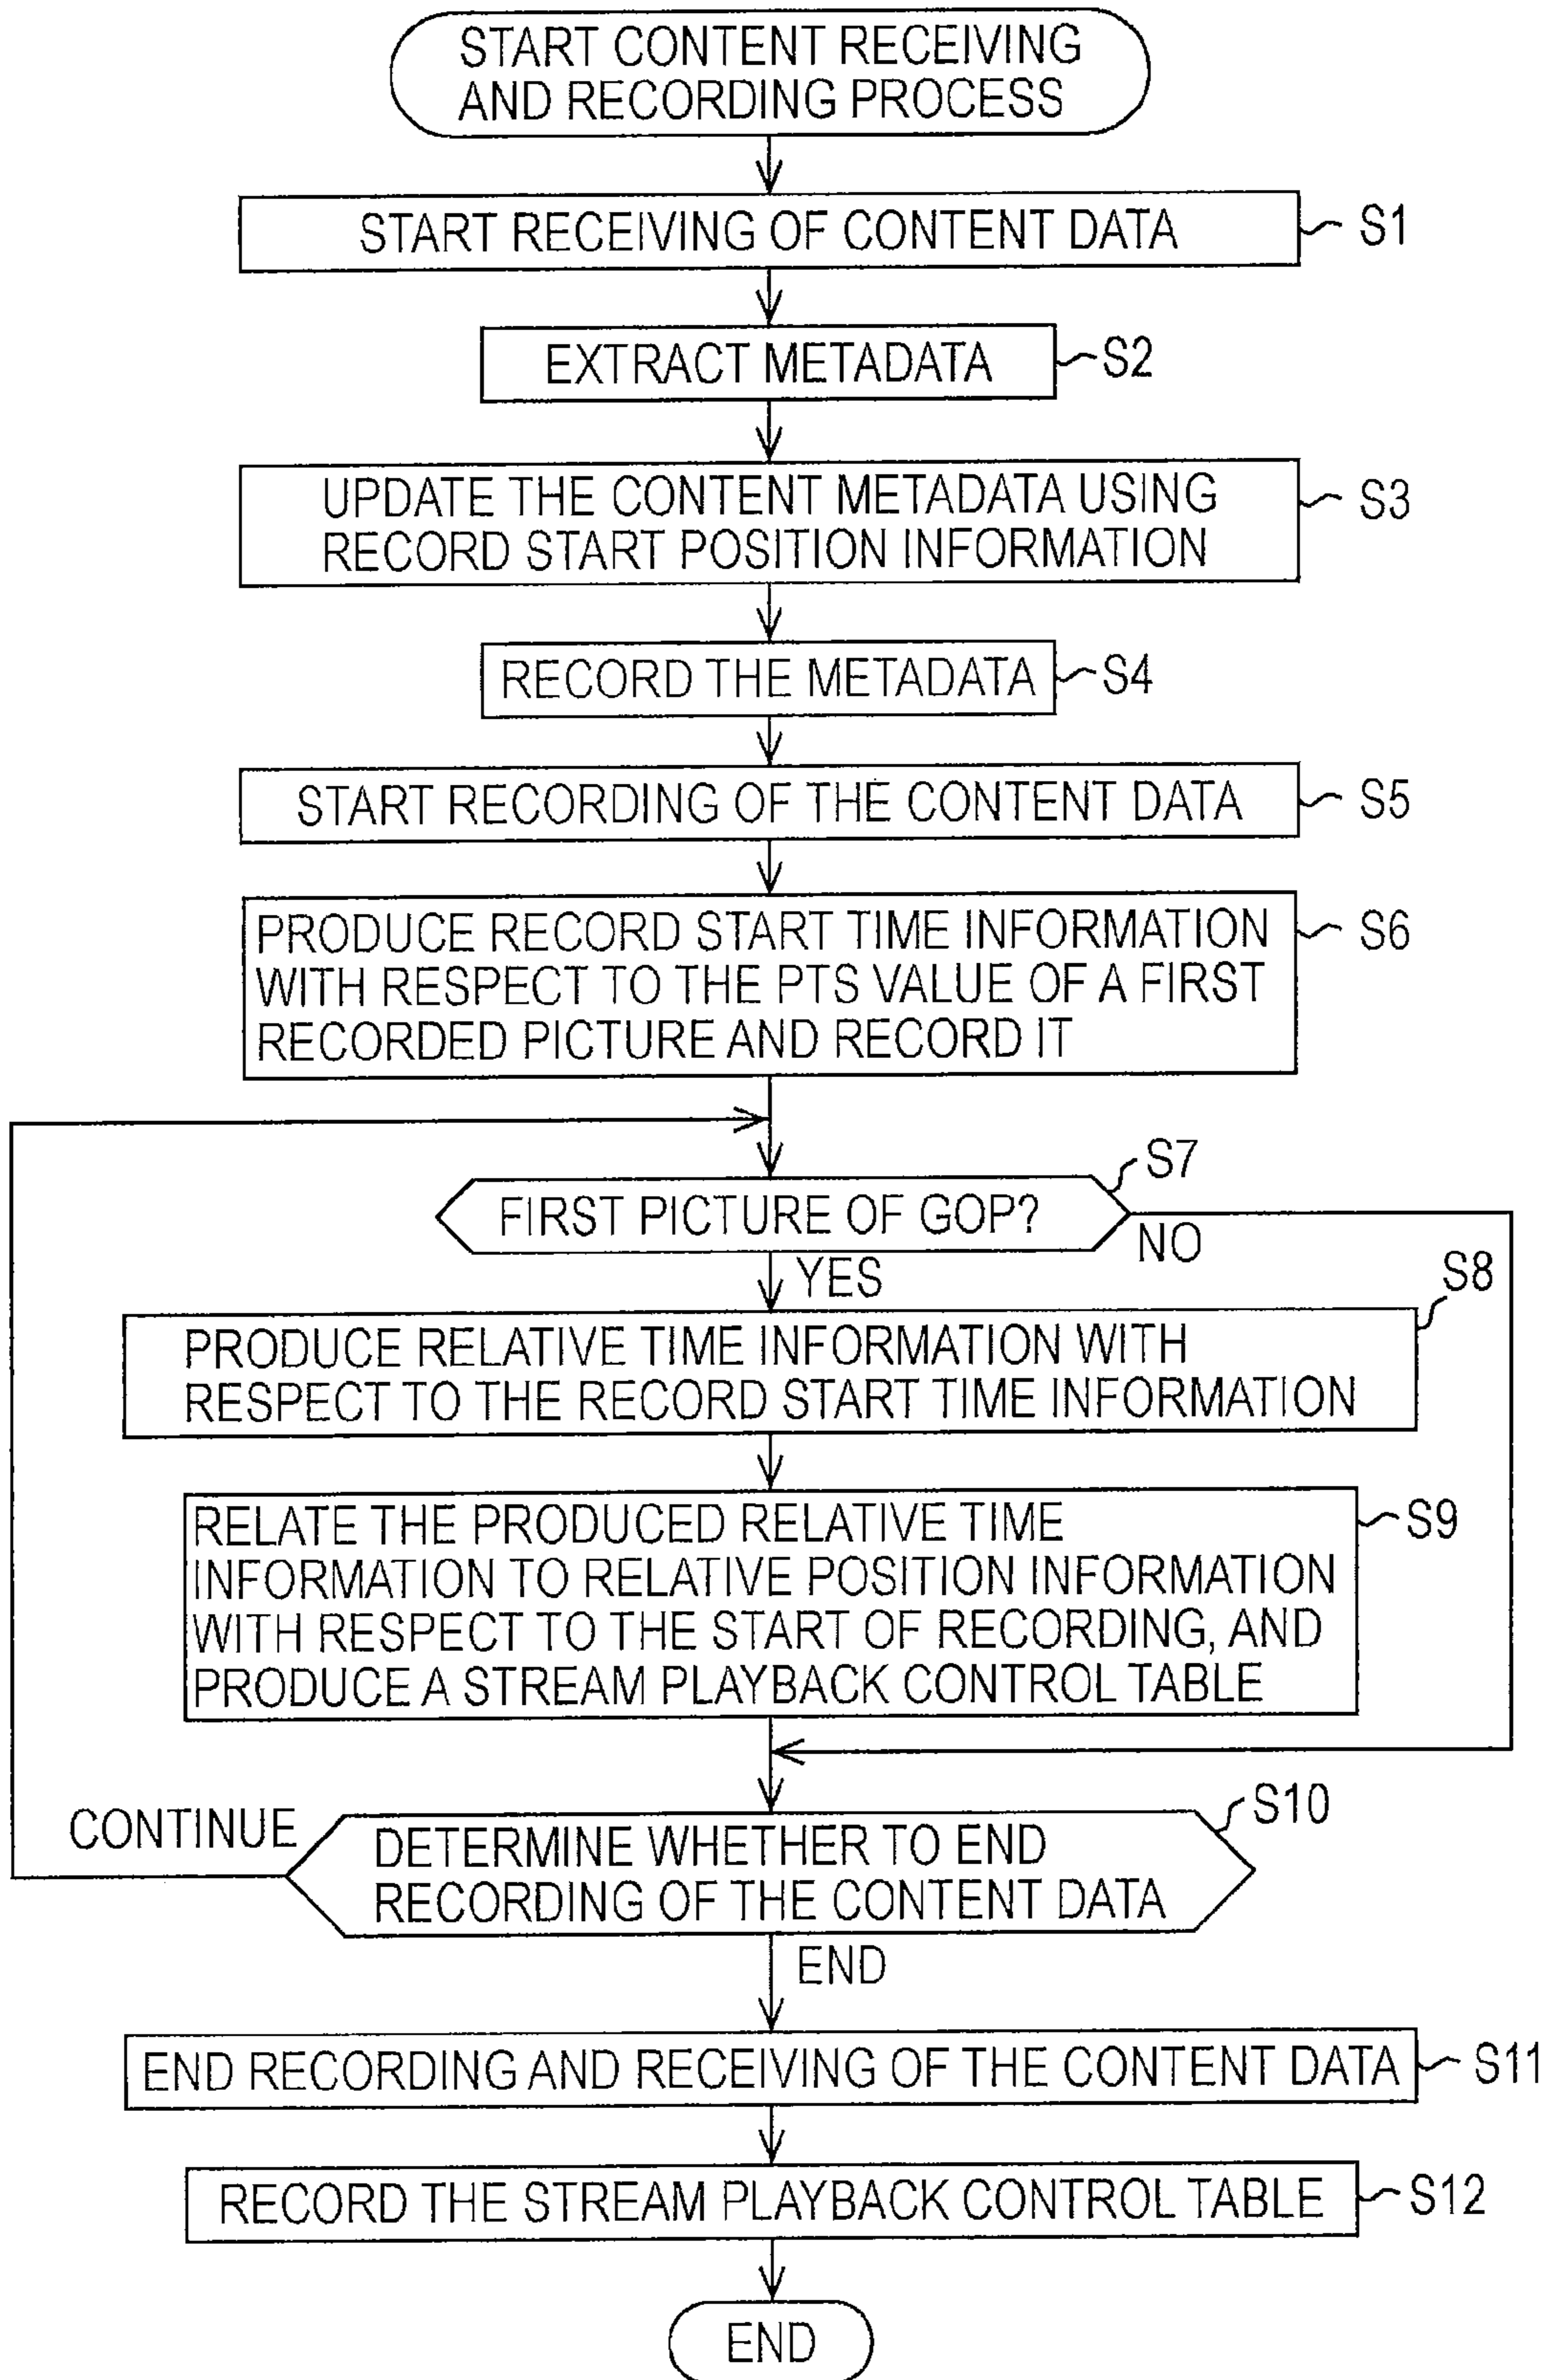 START CONTENT RECEIVING
AND RECORDING PROCESS
START RECEIVING OF CONTENT DATA
S1
EXTRACT METADATA
S2
UPDATE THE CONTENT METADATA USING
RECORD START POSITION INFORMATION
S3
RECORD THE METADATA
S4
START RECORDING OF THE CONTENT DATA
S5
PRODUCE RECORD START TIME INFORMATION
WITH RESPECT TO THE PTS VALUE OF A FIRST
RECORDED PICTURE AND RECORD IT
S6
S7
FIRST PICTURE OF GOP?
NO
YES
S8
PRODUCE RELATIVE TIME INFORMATION WITH
RESPECT TO THE RECORD START TIME INFORMATION
RELATE THE PRODUCED RELATIVE TIME
INFORMATION TO RELATIVE POSITION INFORMATION
WITH RESPECT TO THE START OF RECORDING, AND
PRODUCE A STREAM PLAYBACK CONTROL TABLE
S9
S10
CONTINUE
DETERMINE WHETHER TO END
RECORDING OF THE CONTENT DATA
END
END RECORDING AND RECEIVING OF THE CONTENT DATA
S11
RECORD THE STREAM PLAYBACK CONTROL TABLE
S12
END